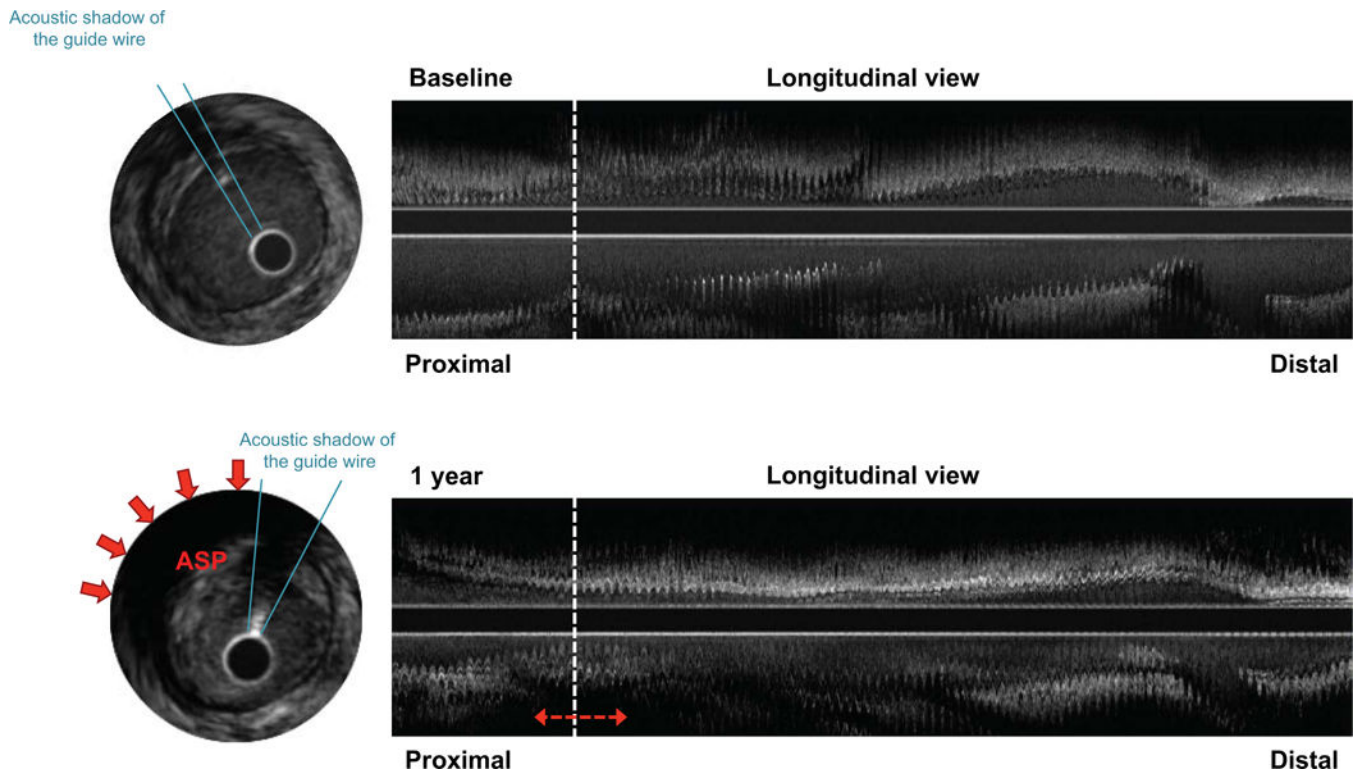 Acoustic shadow of
the guide wire
Baseline
Longitudinal view
Proximal
Distal
Acoustic shadow of
the guide wire
1 year
Longitudinal view
ASP
Proximal
Distal